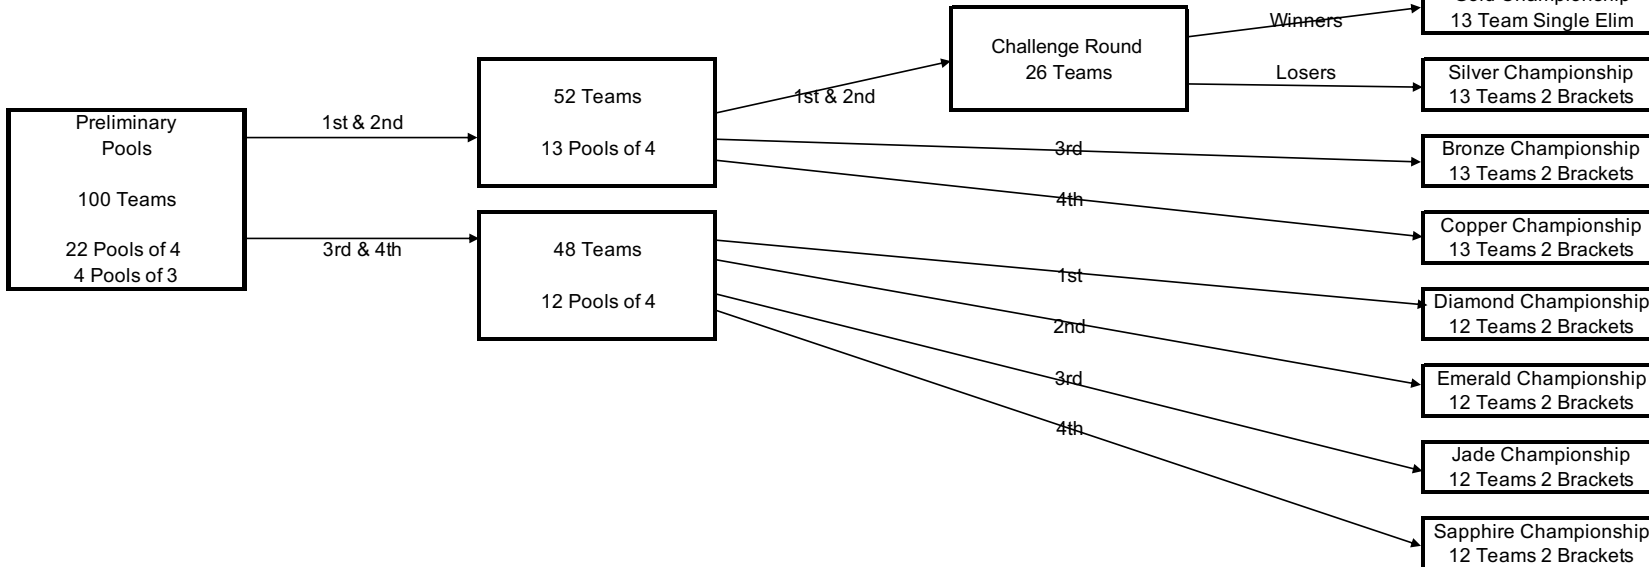 Preliminary
Pools
100 Teams
22 Pools of 4
4 Pools of 3
1st & 2nd
3rd & 4th
52 Teams
13 Pools of 4
48 Teams
12 Pools of 4
1st & 2nd
3rd
4th
1st
2nd
3rd
4th
Challenge Round
26 Teams
Winners
Losers
13 Team Single Elim
Silver Championship
13 Teams 2 Brackets
Bronze Championship
13 Teams 2 Brackets
Copper Championship
13 Teams 2 Brackets
Diamond Championship
12 Teams 2 Brackets
Emerald Championship
12 Teams 2 Brackets
Jade Championship
12 Teams 2 Brackets
Sapphire Championship
12 Teams 2 Brackets